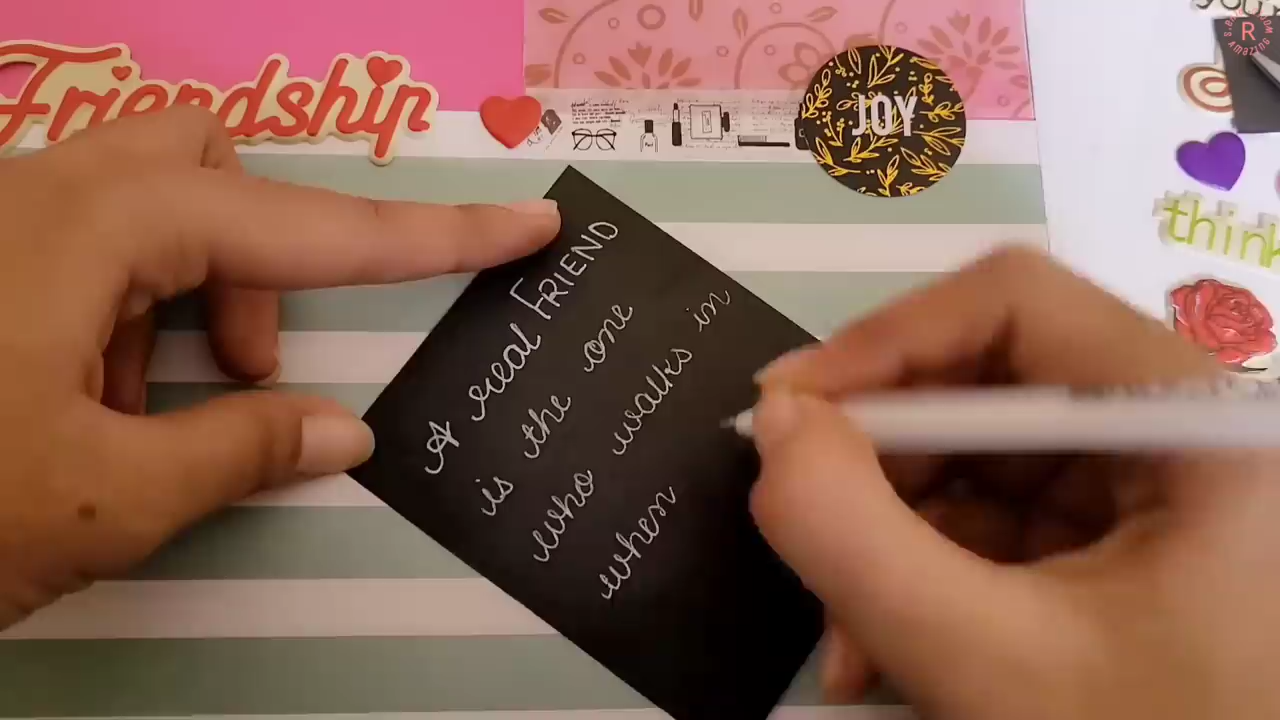 Friendship
JOY
A real FRIEND
is the one
who walks in
when
think
R